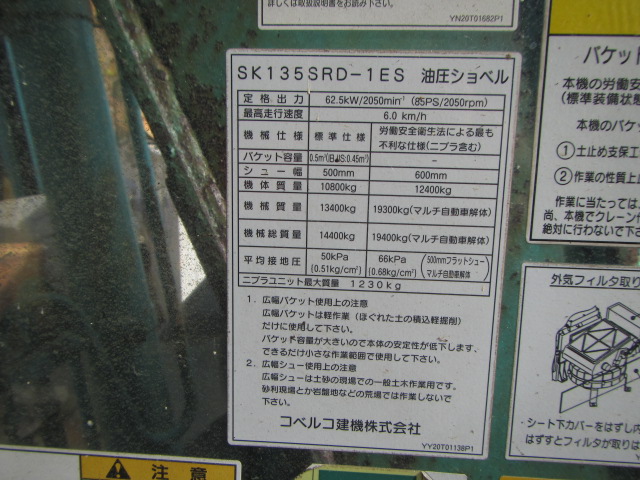 詳しくは取扱説明書をお読み下さい。
YN20T01682P1
SK135SRD-1ES 油圧ショベル
定格出力 62.5kW/2050min⁻¹ (85PS/2050rpm)
最高走行速度 6.0 km/h
機械仕様 標準仕様 労働安全衛生法による最も不利な仕様(ニブラ含む)
バケット容量 0.5m³(旧JIS:0.45m³) —
シュー幅 500mm 600mm
機体質量 10800kg 12400kg
機械質量 13400kg 19300kg(マルチ自動車解体)
機械総質量 14400kg 19400kg(マルチ自動車解体)
平均接地圧 50kPa (0.51kg/cm²) 66kPa (0.68kg/cm²) (500mmフラットシュー マルチ自動車解体)
ニブラユニット最大質量 1230kg
1. 広幅バケット使用上の注意
広幅バケットは軽作業(ほぐれた土の積込軽掘削)
だけに使用して下さい。
バケット容量が大きいので本体の安定性が低下します、
できるだけ小さな作業範囲で使用して下さい。
2. 広幅シュー使用上の注意
広幅シューは土砂の現場での一般土木作業用です。
砂利現場とか岩盤地などの荒場では作業しないで
下さい。
コベルコ建機株式会社
YY20T01138P1
バケット
本機の労働安
(標準装備状態
本機のバケッ
①土止め支保工
②作業の性質上
作業に当たっては、
尚、本機でクレーン
絶対に行わないで下
外気フィルタ取り
シート下カバーをはずし内
はずすとフィルタが取りは
注意